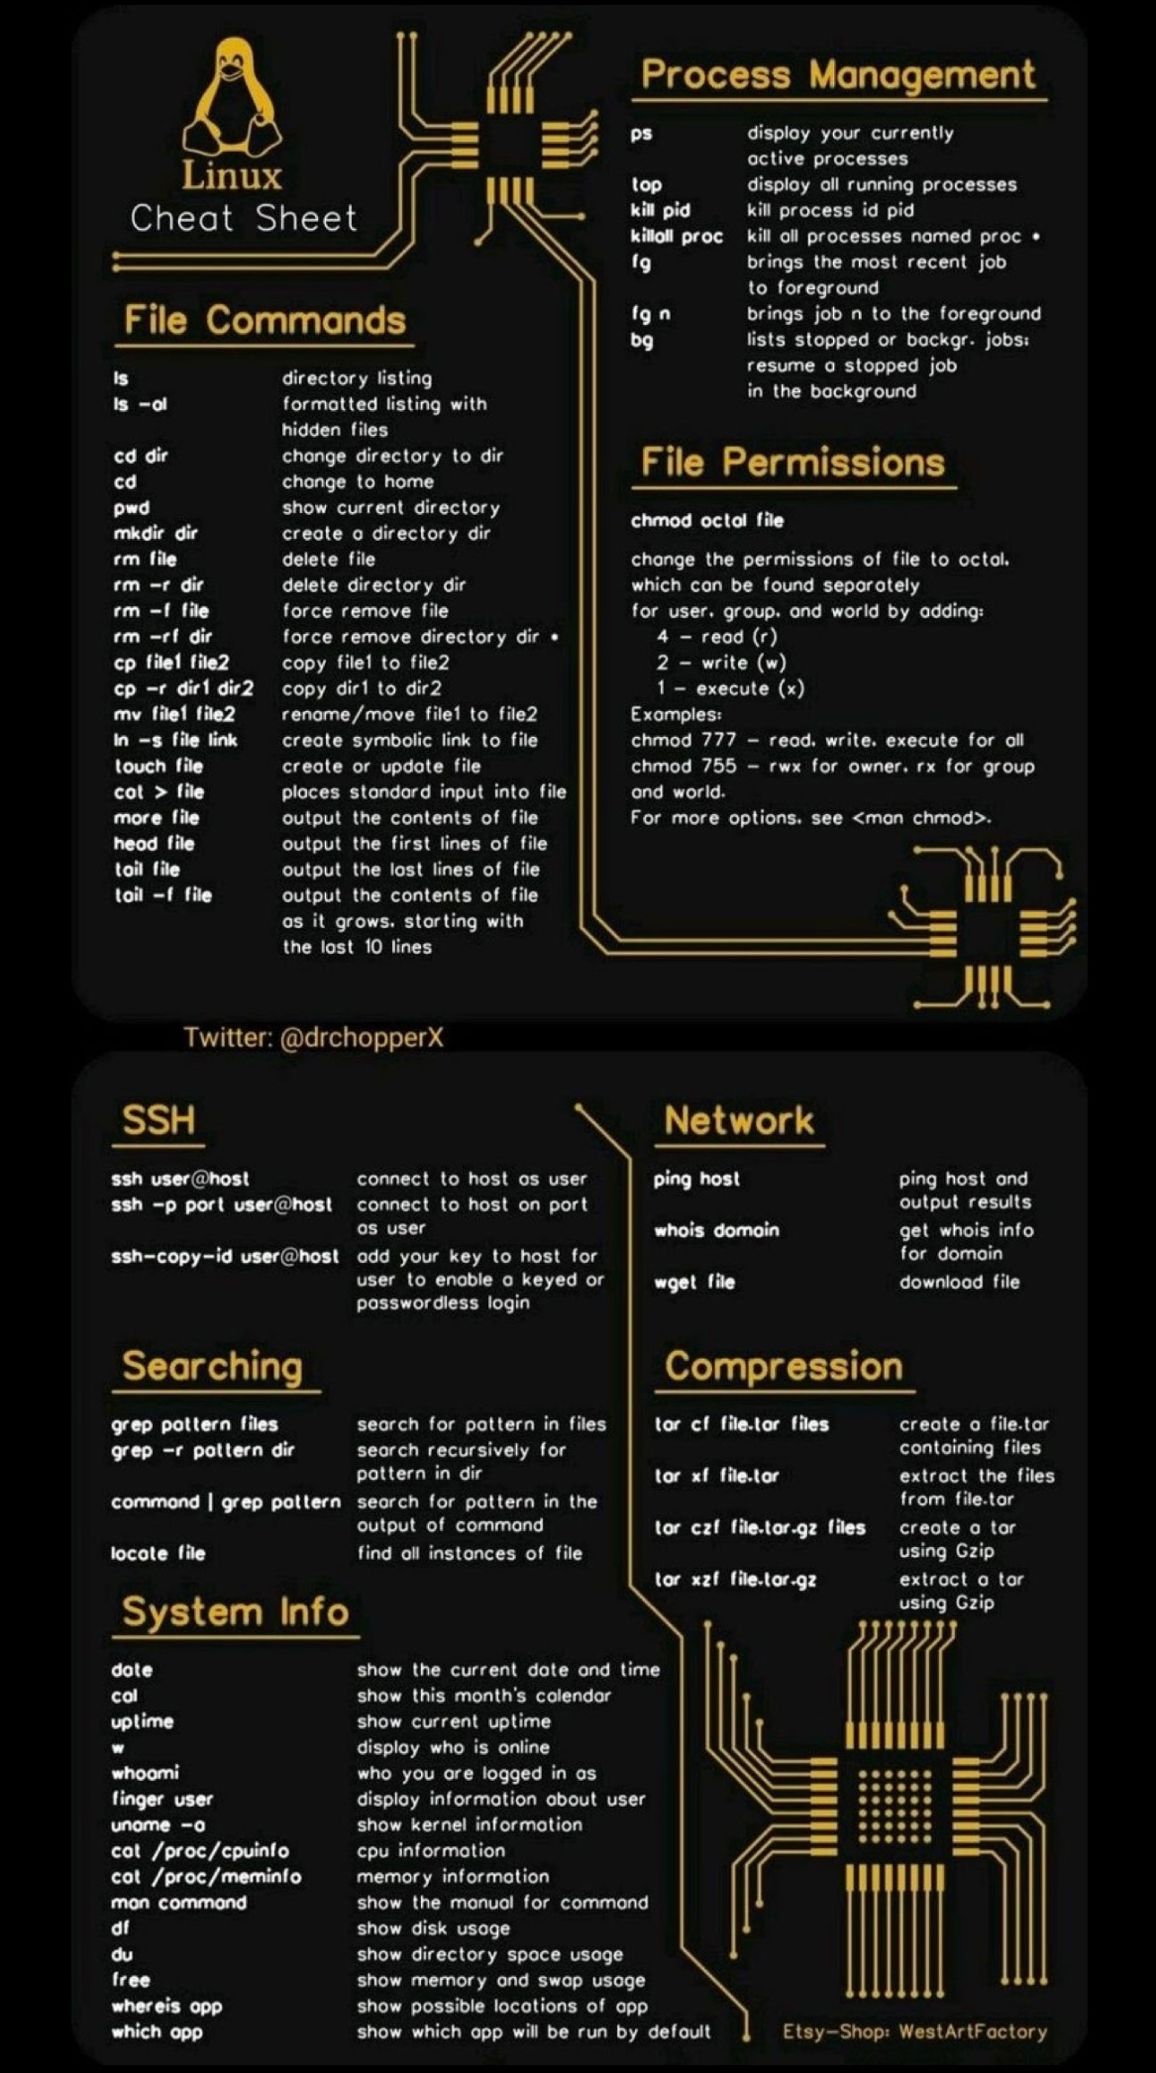 Linux
Cheat Sheet
File Commands
ls directory listing
ls -al formatted listing with
hidden files
cd dir change directory to dir
cd change to home
pwd show current directory
mkdir dir create a directory dir
rm file delete file
rm -r dir delete directory dir
rm -f file force remove file
rm -rf dir force remove directory dir •
cp file1 file2 copy file1 to file2
cp -r dir1 dir2 copy dir1 to dir2
mv file1 file2 rename/move file1 to file2
ln -s file link create symbolic link to file
touch file create or update file
cat > file places standard input into file
more file output the contents of file
head file output the first lines of file
tail file output the last lines of file
tail -f file output the contents of file
as it grows. starting with
the last 10 lines
Process Management
ps display your currently
active processes
top display all running processes
kill pid kill process id pid
killall proc kill all processes named proc •
fg brings the most recent job
to foreground
fg n brings job n to the foreground
bg lists stopped or backgr. jobs:
resume a stopped job
in the background
File Permissions
chmod octal file
change the permissions of file to octal.
which can be found separately
for user. group. and world by adding:
4 - read (r)
2 - write (w)
1 - execute (x)
Examples:
chmod 777 - read. write. execute for all
chmod 755 - rwx for owner. rx for group
and world.
For more options. see <man chmod>.
Twitter: @drchopperX
SSH
ssh user@host connect to host as user
ssh -p port user@host connect to host on port
as user
ssh-copy-id user@host add your key to host for
user to enable a keyed or
passwordless login
Searching
grep pattern files search for pattern in files
grep -r pattern dir search recursively for
pattern in dir
command | grep pattern search for pattern in the
output of command
locate file find all instances of file
System Info
date show the current date and time
cal show this month's calendar
uptime show current uptime
w display who is online
whoami who you are logged in as
finger user display information about user
uname -a show kernel information
cat /proc/cpuinfo cpu information
cat /proc/meminfo memory information
man command show the manual for command
df show disk usage
du show directory space usage
free show memory and swap usage
whereis app show possible locations of app
which app show which app will be run by default
Network
ping host ping host and
output results
whois domain get whois info
for domain
wget file download file
Compression
tar cf file.tar files create a file.tar
containing files
tar xf file.tar extract the files
from file.tar
tar czf file.tar.gz files create a tar
using Gzip
tar xzf file.tar.gz extract a tar
using Gzip
Etsy-Shop: WestArtFactory